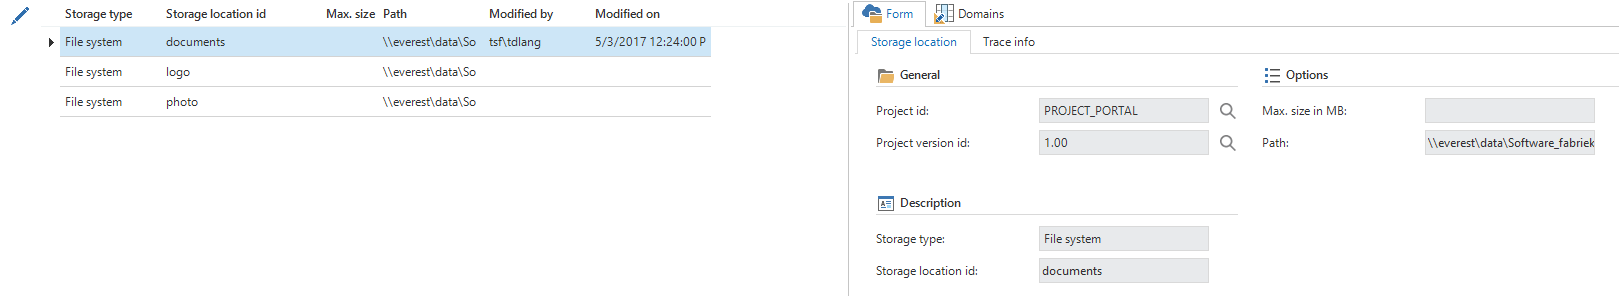 Storage type Storage location id Max. size Path Modified by Modified on
File system documents \\everest\data\So tsf\tdlang 5/3/2017 12:24:00 P
File system logo \\everest\data\So
File system photo \\everest\data\So
Form Domains
Storage location Trace info
General
Project id: PROJECT_PORTAL
Project version id: 1.00
Description
Storage type: File system
Storage location id: documents
Options
Max. size in MB:
Path: \\everest\data\Software_fabriek